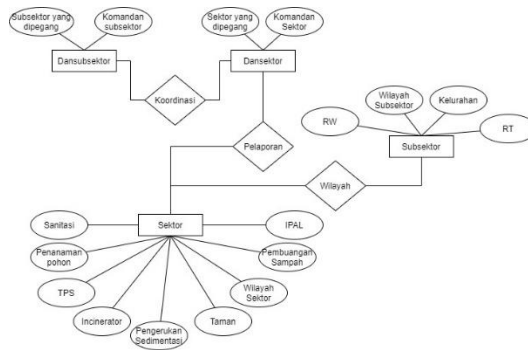 Subsektor yang
dipegang
Komandan
subsektor
Sektor yang
dipegang
Komandan
Sektor
Dansubsektor
Dansektor
Koordinasi
Wilayah
Subsektor
Kelurahan
RW
RT
Subsektor
Pelaporan
Wilayah
Sanitasi
Sektor
IPAL
Penanaman
pohon
Pembuangan
Sampah
TPS
Wilayah
Sektor
Incinerator
Pengerukan
Sedimentasi
Taman